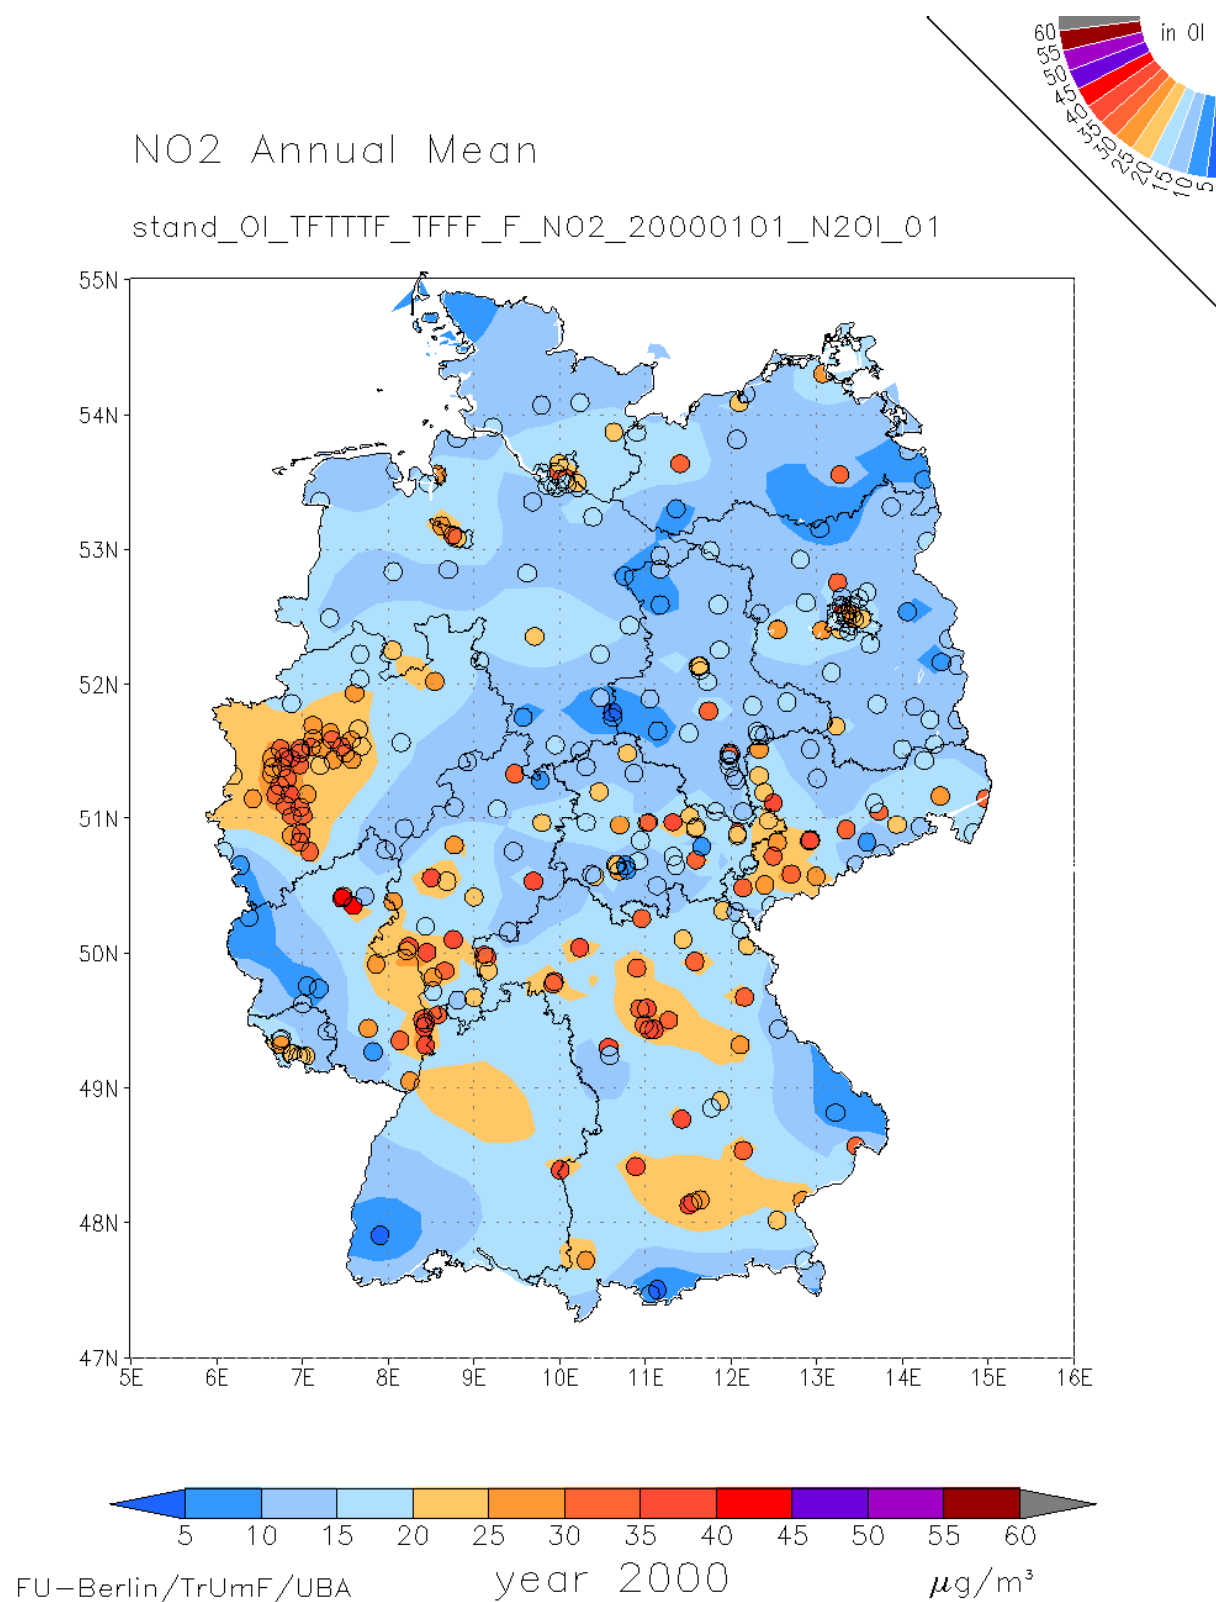 60
55
50
45
40
35
30
25
20
15
10
5
in OI
NO2 Annual Mean
stand_OI_TFTTTF_TFFF_F_NO2_20000101_N2OI_01
55N
54N
53N
52N
51N
50N
49N
48N
47N
5E 6E 7E 8E 9E 10E 11E 12E 13E 14E 15E 16E
5 10 15 20 25 30 35 40 45 50 55 60
FU-Berlin/TrUmF/UBA year 2000 μg/m³